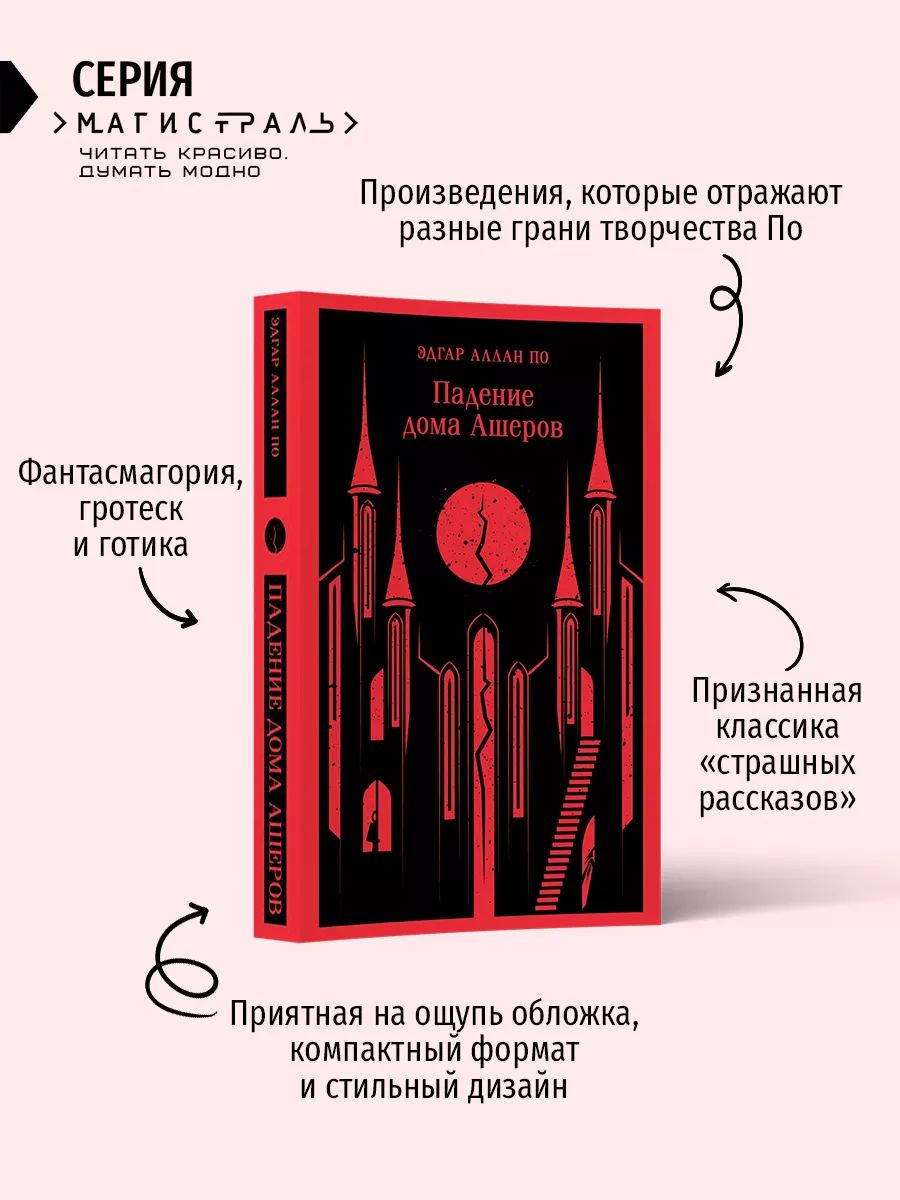 СЕРИЯ
МАГИСТРАЛЬ
ЧИТАТЬ КРАСИВО.
ДУМАТЬ МОДНО
Произведения, которые отражают
разные грани творчества По
ЭДГАР АЛЛАН ПО
Падение
дома Ашеров
ЭДГАР АЛЛАН ПО
ПАДЕНИЕ ДОМА АШЕРОВ
Фантасмагория,
гротеск
и готика
Признанная
классика
«страшных
рассказов»
Приятная на ощупь обложка,
компактный формат
и стильный дизайн